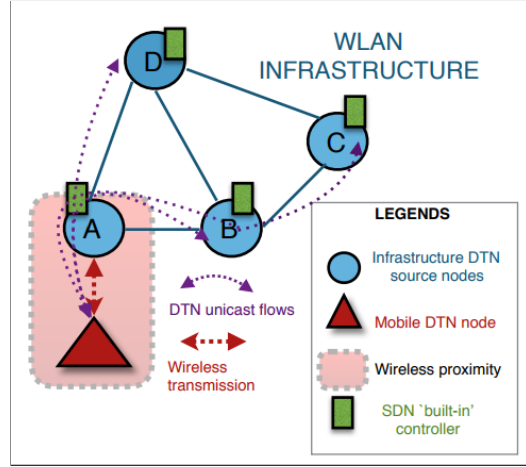 WLAN
INFRASTRUCTURE
D
C
A
B
DTN unicast flows
Wireless
transmission
LEGENDS
Infrastructure DTN
source nodes
Mobile DTN node
Wireless proximity
SDN `built-in'
controller